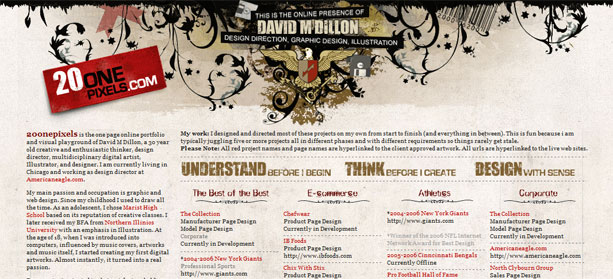 THIS IS THE ONLINE PRESENCE OF
DAVID M DILLON
DESIGN DIRECTION, GRAPHIC DESIGN, ILLUSTRATION
20ONE
PIXELS.COM
2oonepixels is the one page online portfolio
and visual playground of David M Dillon, a 30 year
old creative and enthusiastic thinker, design
director, multidiciplinary digital artist,
Illustrator, and designer. I am currently living in
Chicago and working as design director at
Americaneagle.com.
My main passion and occupation is graphic and
web design. Since my childhood I used to draw all
the time. As an adolescent, I chose Marist High
School based on its reputation of creative classes. I
later received my BFA from Northern Illinois
University with an emphasis in Illustration. At
the age of 18, when I was introduced into
computers, influenced by music covers, artworks
and music itself, I started creating my first digital
artworks. Almost instantly, it turned into a real
passion.
My work: I designed and directed most of these projects on my own from start to finish (and everything in between). This is fun because i am
typically juggling five or more projects all in different phases and with different requirements so things rarely get stale.
Please Note: All red project names and page names are hyperlinked to the client approved artwork. All urls are hyperlinked to the live web sites.
UNDERSTAND BEFORE I BEGIN THINK BEFORE I CREATE DESIGN WITH SENSE
The Best of the Best
The Collection
Manufacturer Page Design
Model Page Design
Corporate
Currently in Development
*2004-2006 New York Giants
Professional Sports
http://www.giants.com
E-commerse
Chefwear
Product Page Design
Currently in Development
IB Foods
Product Page Design
http://www.ibfoods.com
Chix With Stix
Product Page Design
Athletics
*2004-2006 New York Giants
http://www.giants.com
*Winner of the 2006 NFL Internet
Network Award for Best Design
2005-2006 Cincinnati Bengals
Currently Offline
Pro Football Hall of Fame
Corporate
The Collection
Manufacturer Page Design
Model Page Design
Currently in Development
Americaneagle.com
http://www.americaneagle.com
North Clybourn Group
Sales Page Design